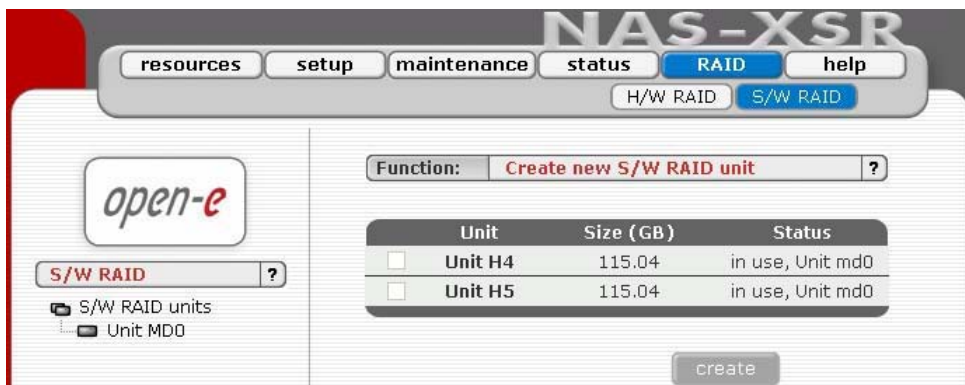 NAS-XSR
resources setup maintenance status RAID help
H/W RAID S/W RAID
open-e
S/W RAID ?
S/W RAID units
Unit MD0
Function: Create new S/W RAID unit ?
Unit Size (GB) Status
Unit H4 115.04 in use, Unit md0
Unit H5 115.04 in use, Unit md0
create